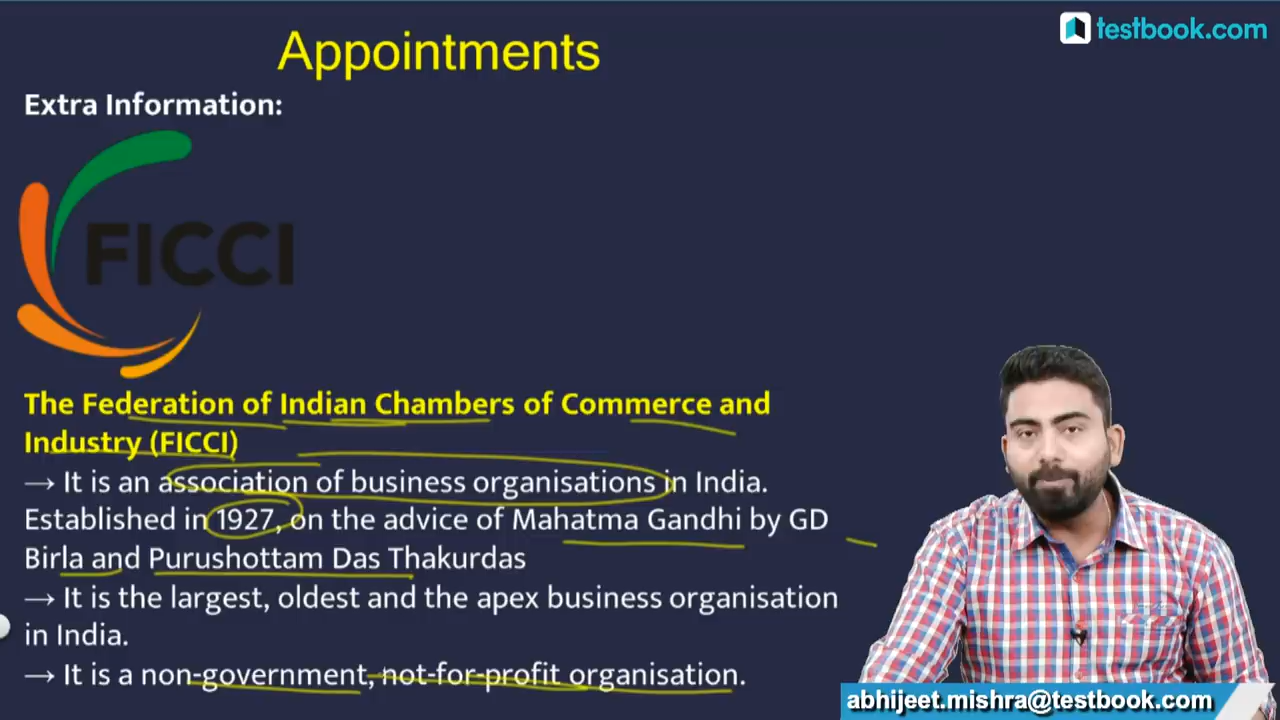 Appointments
testbook.com
Extra Information:
FICCI
The Federation of Indian Chambers of Commerce and
Industry (FICCI)
→ It is an association of business organisations in India.
Established in 1927, on the advice of Mahatma Gandhi by GD
Birla and Purushottam Das Thakurdas
→ It is the largest, oldest and the apex business organisation
in India.
→ It is a non-government, not-for-profit organisation.
abhijeet.mishra@testbook.com